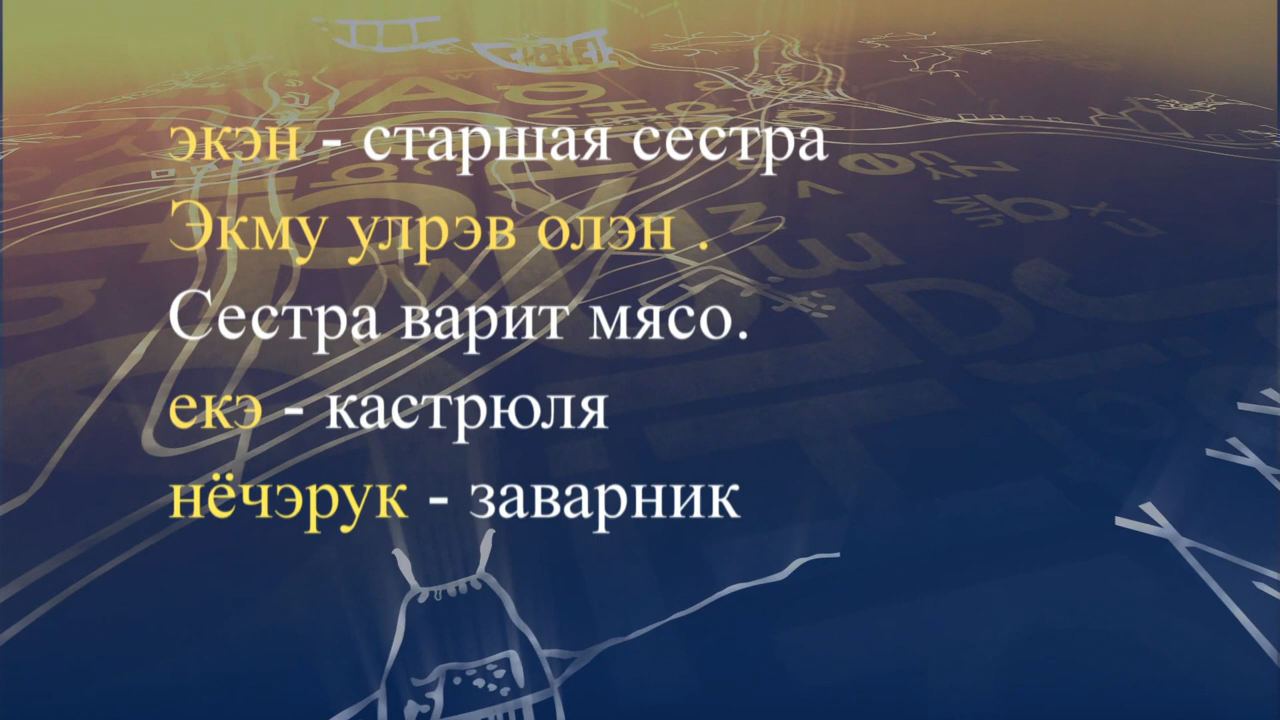 экэн - старшая сестра
Экму улрэв олэн .
Сестра варит мясо.
екэ - кастрюля
нёчэрук - заварник